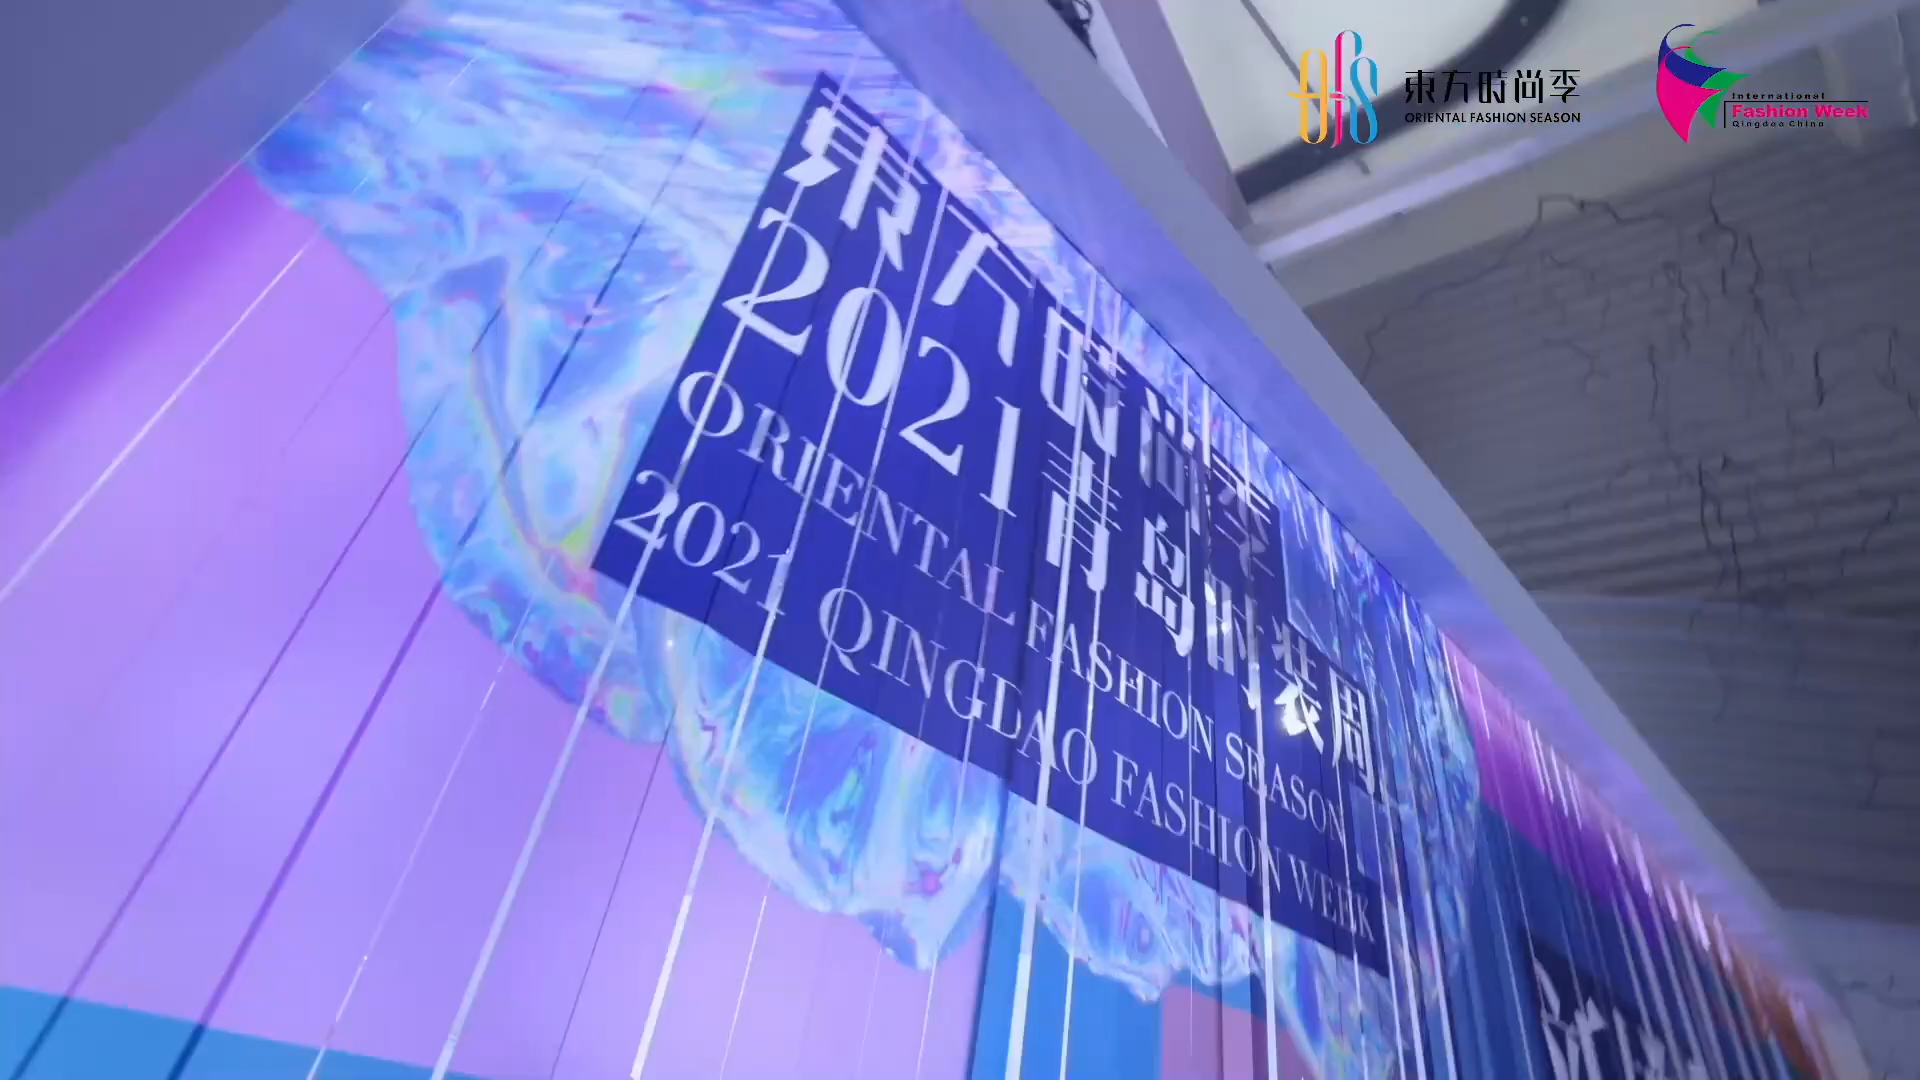 東方時尚季
ORIENTAL FASHION SEASON
International
Fashion Week
Qingdao China
東方時尚季
2021青岛时装周
ORIENTAL FASHION SEASON
2021 QINGDAO FASHION WEEK